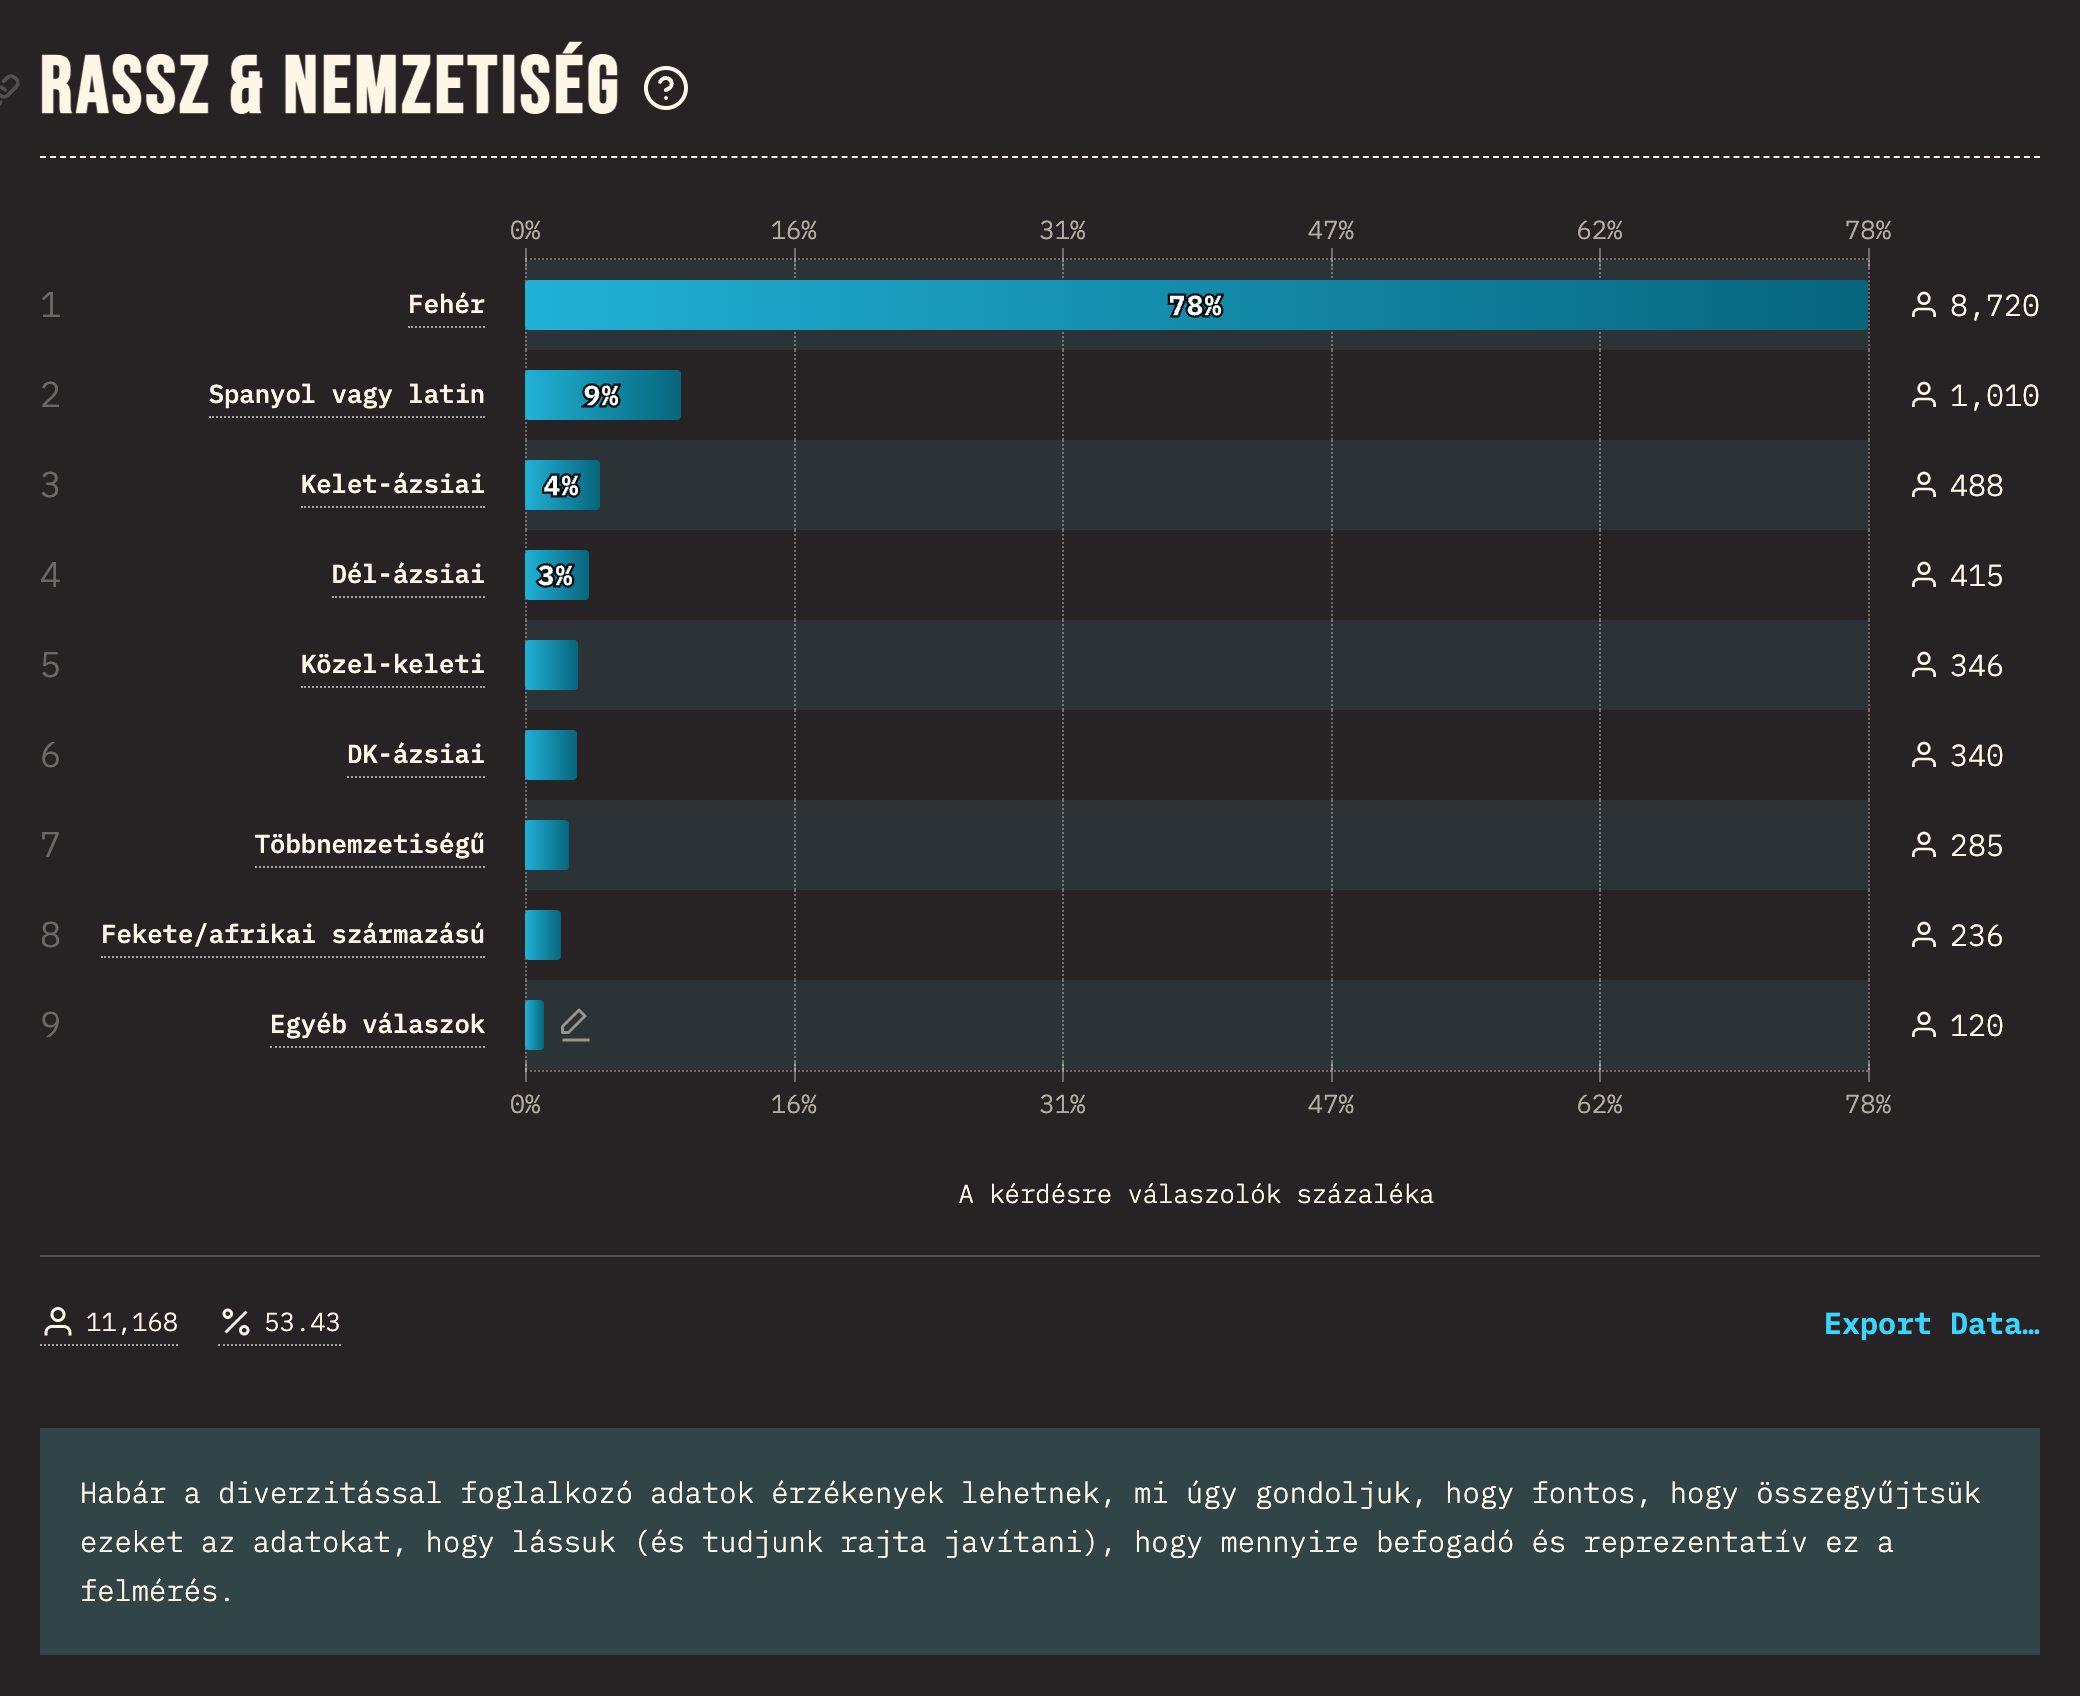 RASSZ & NEMZETISÉG
0% 16% 31% 47% 62% 78%
1 Fehér 78% 8,720
2 Spanyol vagy latin 9% 1,010
3 Kelet-ázsiai 4% 488
4 Dél-ázsiai 3% 415
5 Közel-keleti 346
6 DK-ázsiai 340
7 Többnemzetiségű 285
8 Fekete/afrikai származású 236
9 Egyéb válaszok 120
0% 16% 31% 47% 62% 78%
A kérdésre válaszolók százaléka
11,168 % 53.43 Export Data…
Habár a diverzitással foglalkozó adatok érzékenyek lehetnek, mi úgy gondoljuk, hogy fontos, hogy összegyűjtsük
ezeket az adatokat, hogy lássuk (és tudjunk rajta javítani), hogy mennyire befogadó és reprezentatív ez a
felmérés.